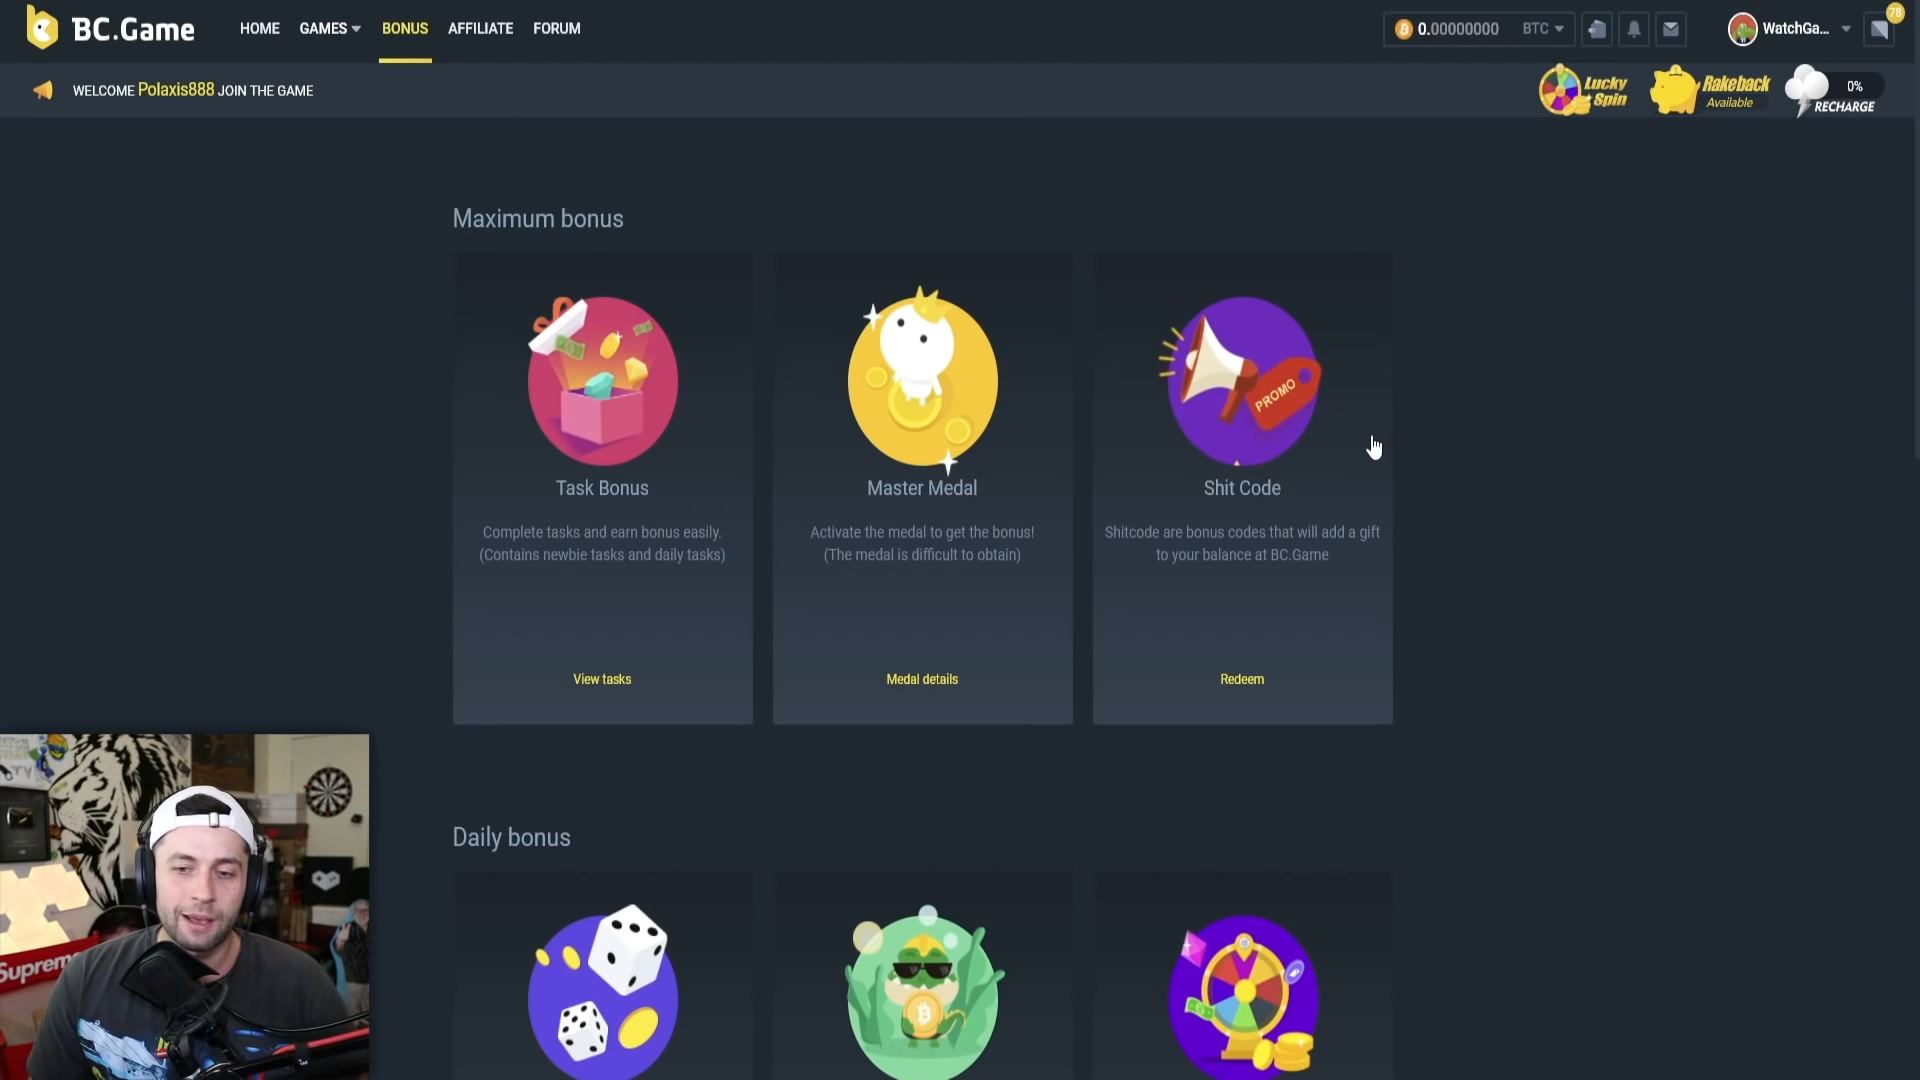 BC.Game
HOME GAMES BONUS AFFILIATE FORUM
0.00000000 BTC
WatchGa...
78
WELCOME Polaxis888 JOIN THE GAME
Lucky
Spin
Rakeback
Available
0%
RECHARGE
Maximum bonus
PROMO
Task Bonus
Complete tasks and earn bonus easily.
(Contains newbie tasks and daily tasks)
View tasks
Master Medal
Activate the medal to get the bonus!
(The medal is difficult to obtain)
Medal details
Shit Code
Shitcode are bonus codes that will add a gift
to your balance at BC.Game
Redeem
Daily bonus
Supreme